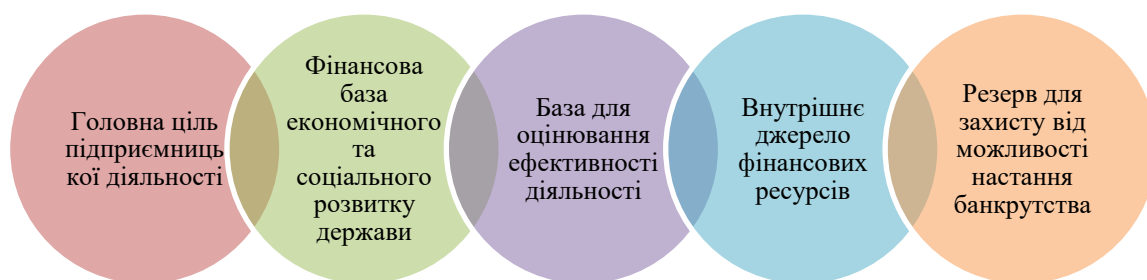 Головна ціль
підприємниць
кої діяльності
Фінансова
база
економічного
та
соціального
розвитку
держави
База для
оцінювання
ефективності
діяльності
Внутрішнє
джерело
фінансових
ресурсів
Резерв для
захисту від
можливості
настання
банкрутства